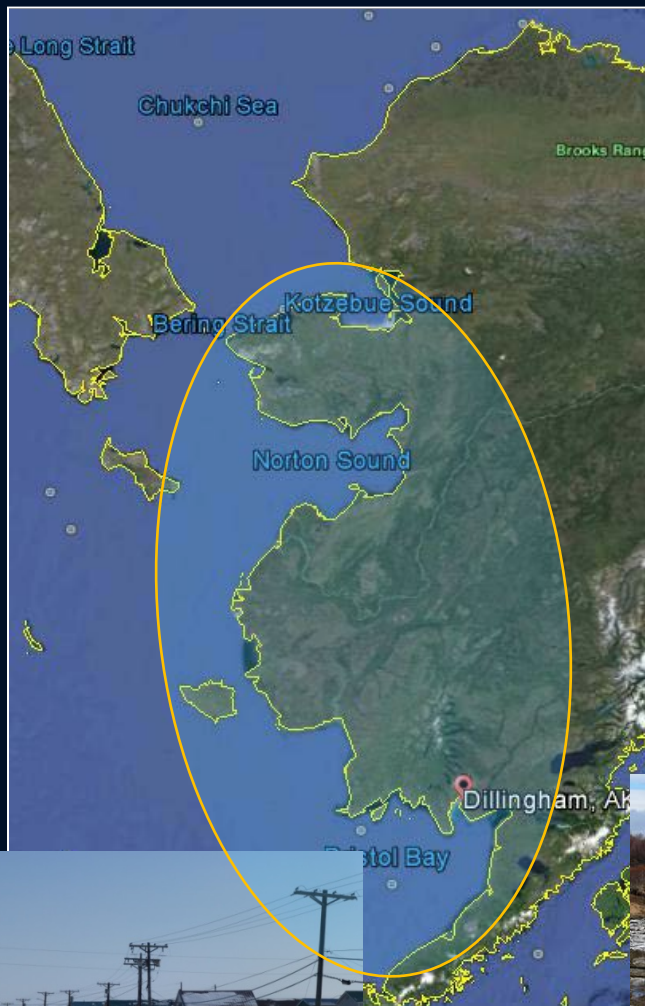 e Long Strait
Chukchi Sea
Brooks Rang
Kotzebue Sound
Bering Strait
Norton Sound
Dillingham, AK
Bristol Bay